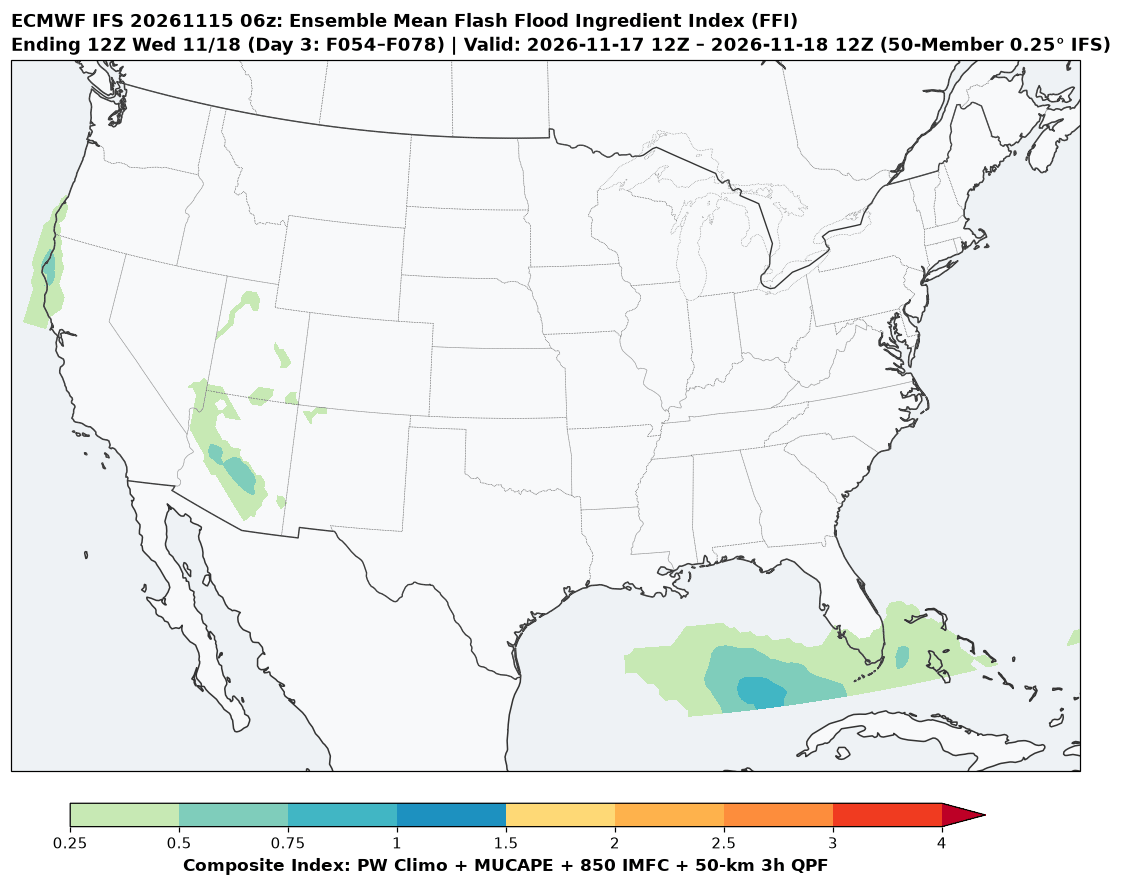 ECMWF IFS 20261115 06z: Ensemble Mean Flash Flood Ingredient Index (FFI)
Ending 12Z Wed 11/18 (Day 3: F054–F078) | Valid: 2026-11-17 12Z – 2026-11-18 12Z (50-Member 0.25° IFS)
0.25 0.5 0.75 1 1.5 2 2.5 3 4
Composite Index: PW Climo + MUCAPE + 850 IMFC + 50-km 3h QPF